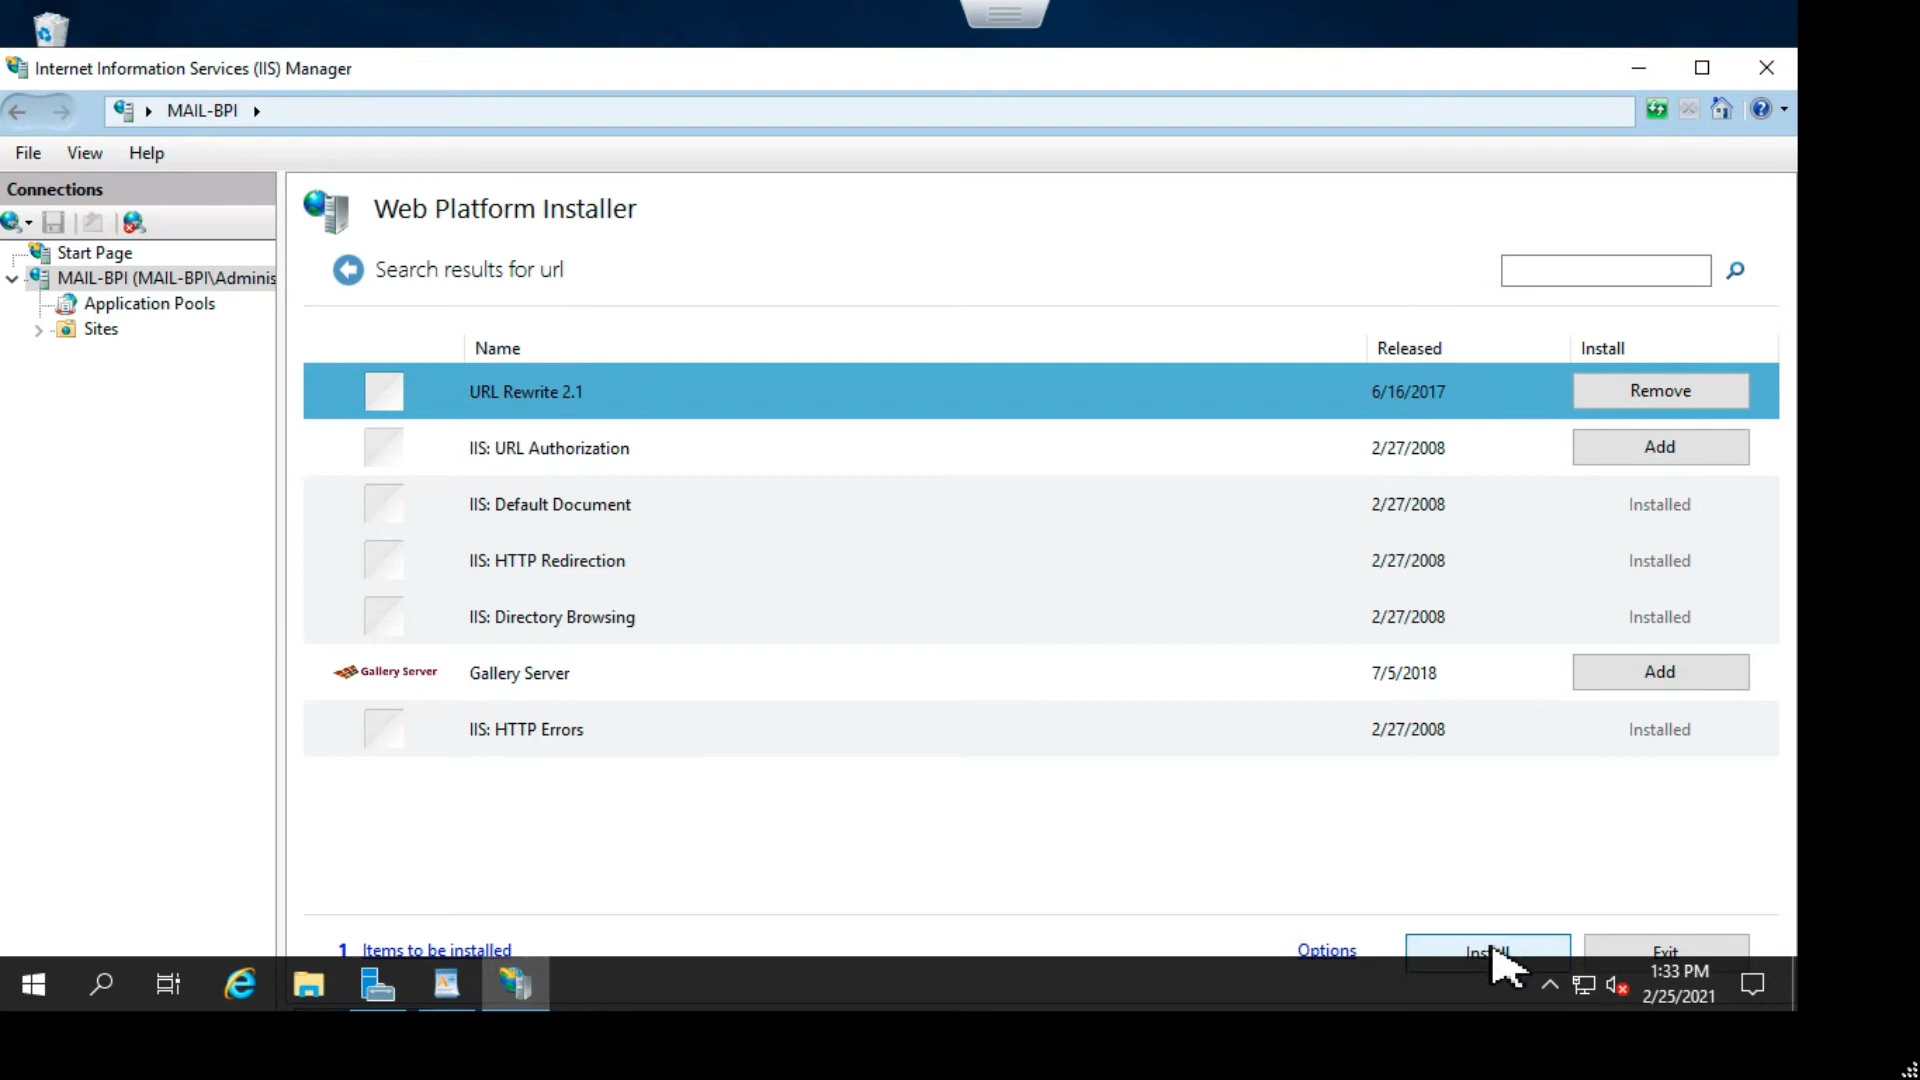 Internet Information Services (IIS) Manager
MAIL-BPI
File View Help
Connections
Start Page
MAIL-BPI (MAIL-BPI\Adminis
Application Pools
Sites
Web Platform Installer
Search results for url
Name Released Install
URL Rewrite 2.1 6/16/2017 Remove
IIS: URL Authorization 2/27/2008 Add
IIS: Default Document 2/27/2008 Installed
IIS: HTTP Redirection 2/27/2008 Installed
IIS: Directory Browsing 2/27/2008 Installed
Gallery Server Gallery Server 7/5/2018 Add
IIS: HTTP Errors 2/27/2008 Installed
1 Items to be installed Options Install Exit
1:33 PM
2/25/2021